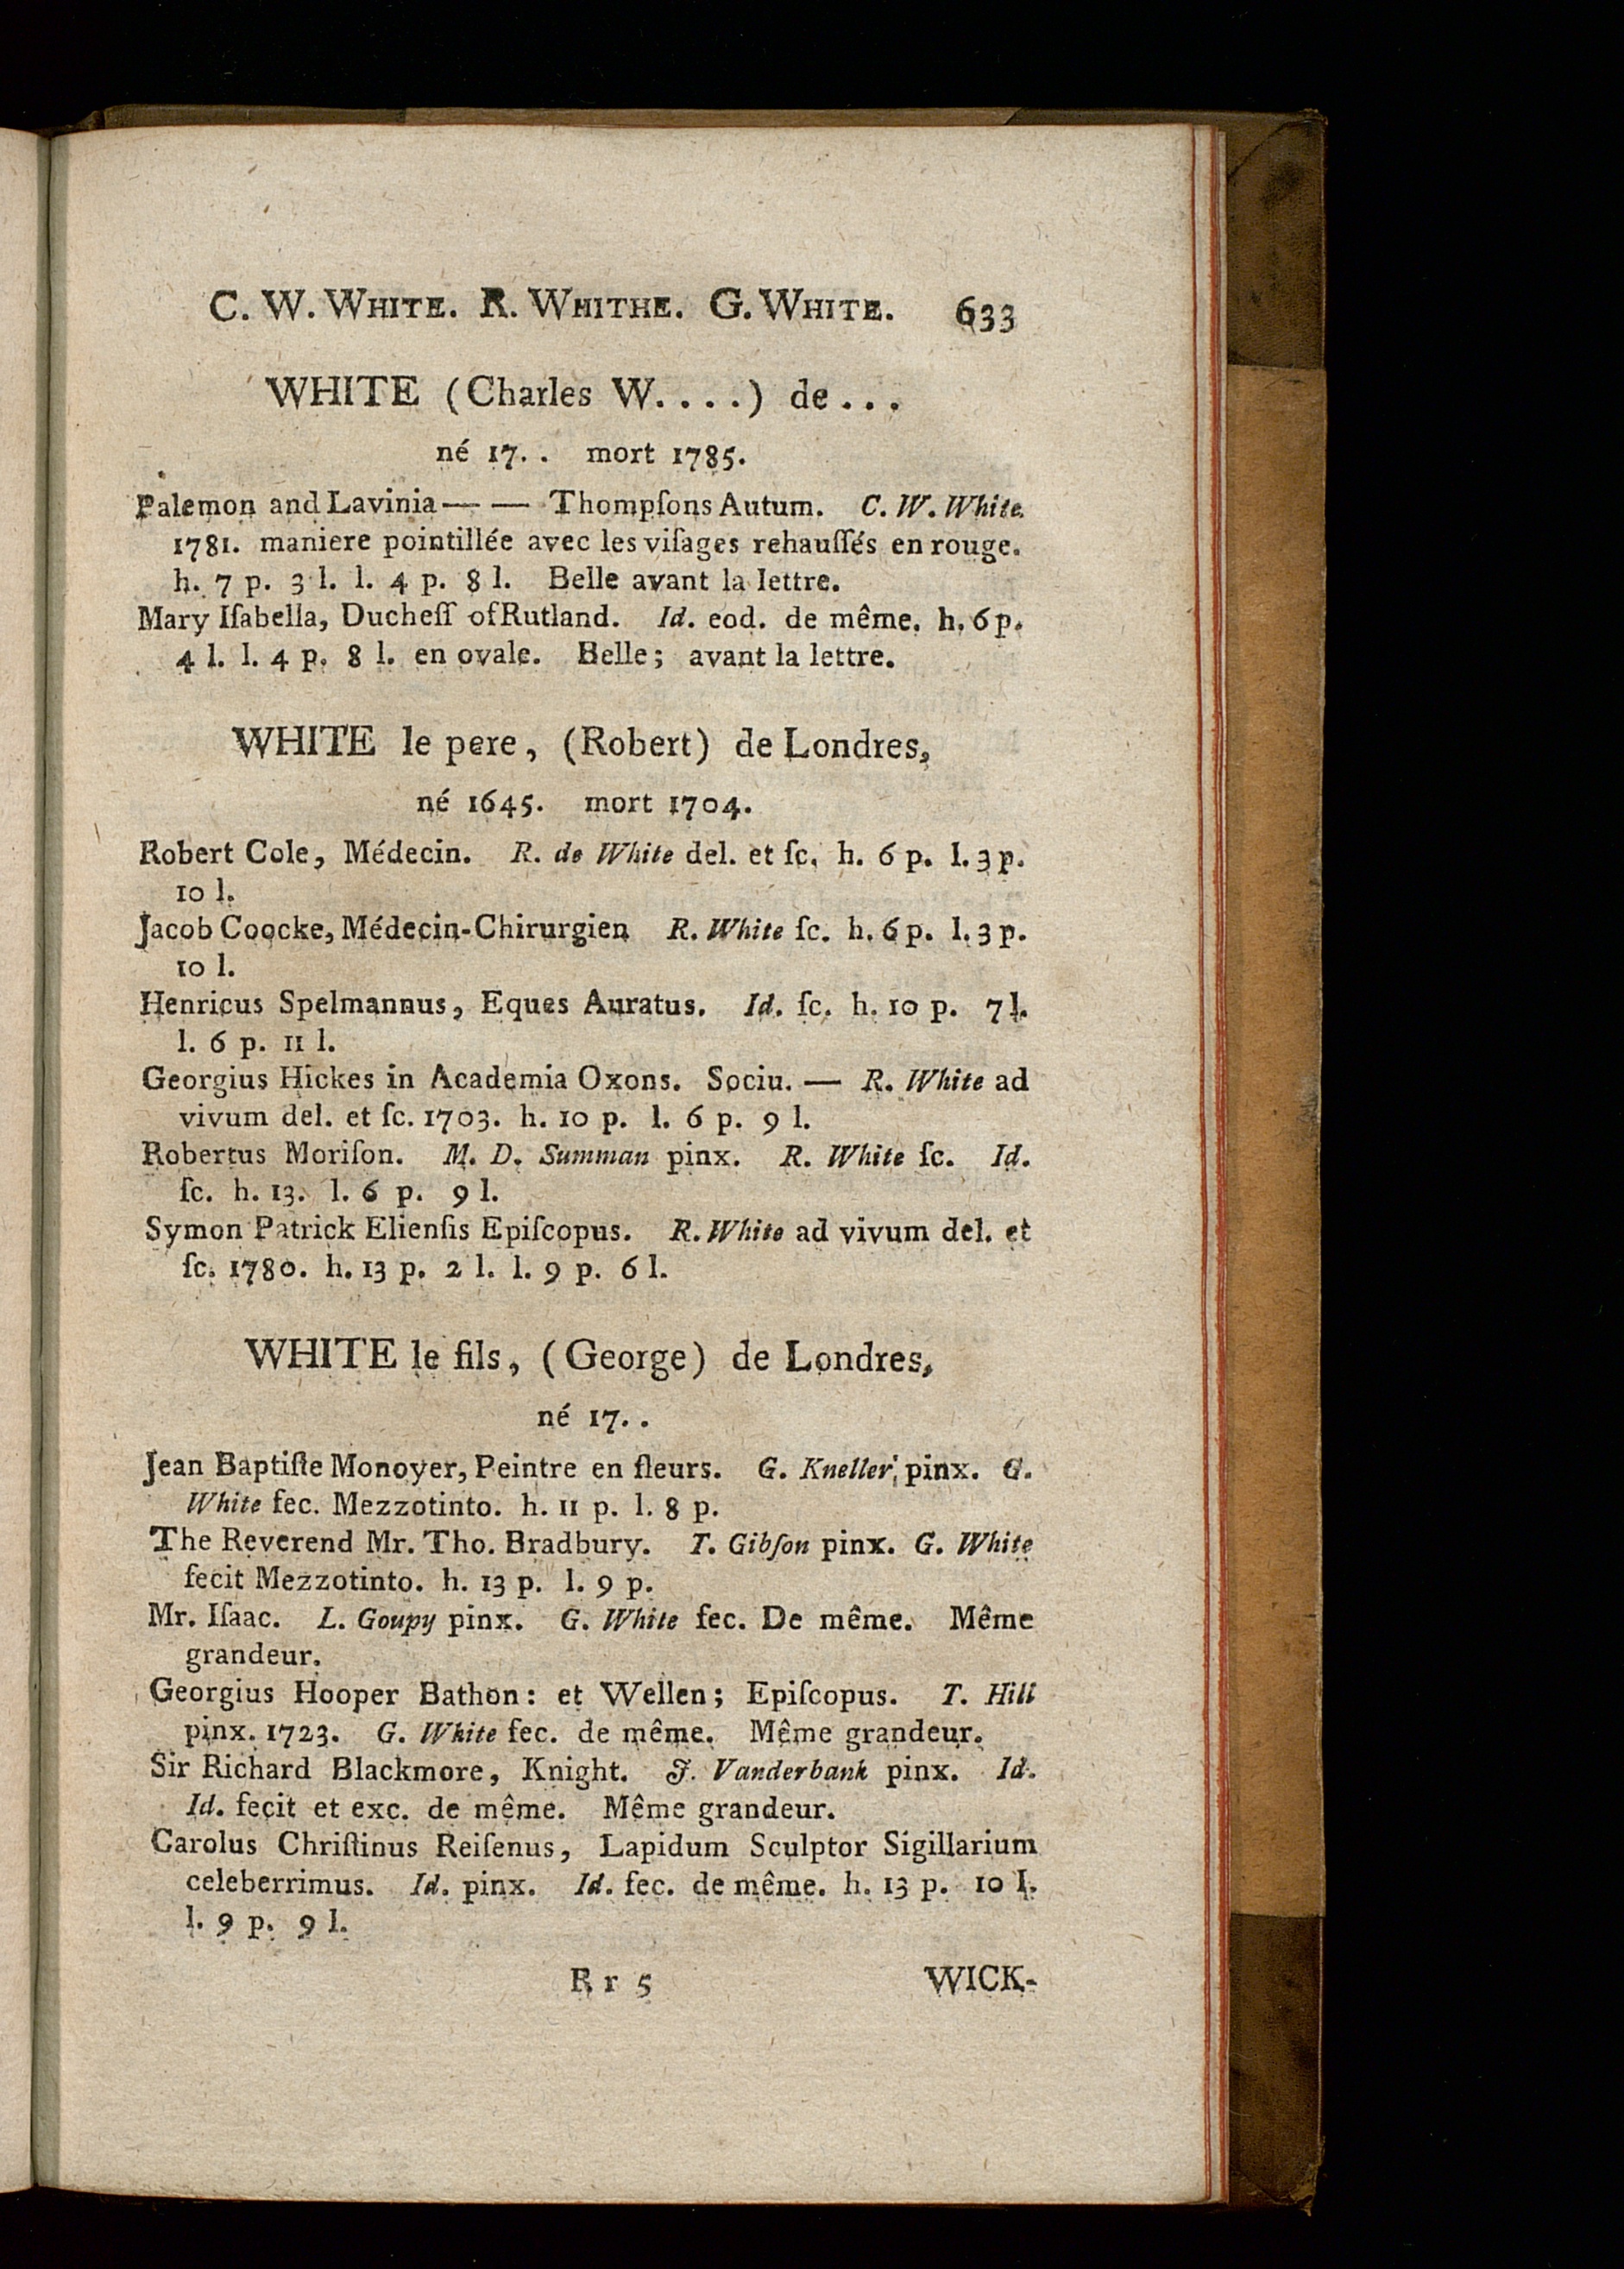 C. W. WHITE. R. WHITHE. G. WHITE. 633
WHITE (Charles W. . . .) de . . .
né 17. . mort 1785.
Palemon and Lavinia — — Thompſons Autum. C. W. White.
1781. maniere pointillée avec les viſages rehauſſés en rouge.
h. 7 p. 3 l. l. 4 p. 8 l. Belle avant la lettre.
Mary Iſabella, Ducheſſ of Rutland. Id. eod. de même. h. 6 p.
4 l. l. 4 p. 8 l. en ovale. Belle; avant la lettre.
WHITE le pere, (Robert) de Londres,
né 1645. mort 1704.
Robert Cole, Médecin. R. de White del. et ſc. h. 6 p. l. 3 p.
10 l.
Jacob Coocke, Médecin-Chirurgien R. White ſc. h. 6 p. l. 3 p.
10 l.
Henricus Spelmannus, Eques Auratus. Id. ſc. h. 10 p. 7 l.
l. 6 p. 11 l.
Georgius Hickes in Academia Oxons. Sociu. — R. White ad
vivum del. et ſc. 1703. h. 10 p. l. 6 p. 9 l.
Robertus Moriſon. M. D. Summan pinx. R. White ſc. Id.
ſc. h. 13. l. 6 p. 9 l.
Symon Patrick Elienſis Epiſcopus. R. White ad vivum del. et
ſc. 1780. h. 13 p. 2 l. l. 9 p. 6 l.
WHITE le fils, (George) de Londres,
né 17. .
Jean Baptiſte Monoyer, Peintre en fleurs. G. Kneller pinx. G.
White fec. Mezzotinto. h. 11 p. l. 8 p.
The Reverend Mr. Tho. Bradbury. T. Gibſon pinx. G. White
fecit Mezzotinto. h. 13 p. l. 9 p.
Mr. Iſaac. L. Goupy pinx. G. White fec. De même. Même
grandeur.
Georgius Hooper Bathon: et Wellen; Epiſcopus. T. Hill
pinx. 1723. G. White fec. de même. Même grandeur.
Sir Richard Blackmore, Knight. J. Vanderbank pinx. Id.
Id. fecit et exc. de même. Même grandeur.
Carolus Chriſtinus Reiſenus, Lapidum Sculptor Sigillarium
celeberrimus. Id. pinx. Id. fec. de même. h. 13 p. 10 l.
l. 9 p. 9 l.
R r 5 WICK-